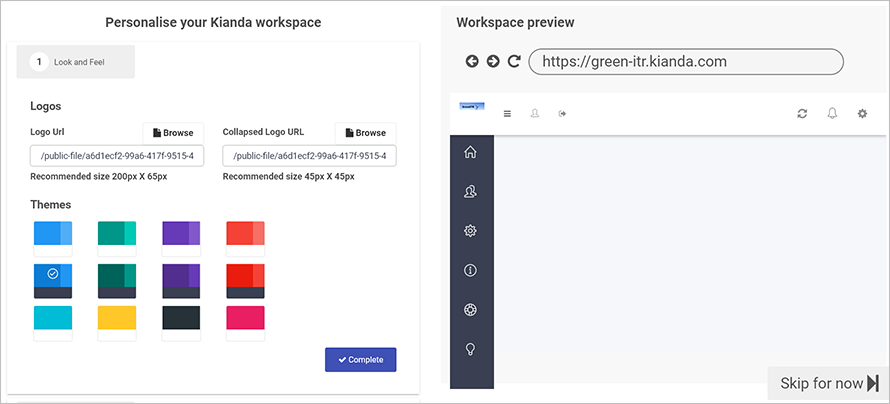 Personalise your Kianda workspace
1 Look and Feel
Logos
Logo Url
Browse
Collapsed Logo URL
Browse
/public-file/a6d1ecf2-99a6-417f-9515-4
/public-file/a6d1ecf2-99a6-417f-9515-4
Recommended size 200px X 65px
Recommended size 45px X 45px
Themes
Complete
Workspace preview
https://green-itr.kianda.com
Skip for now